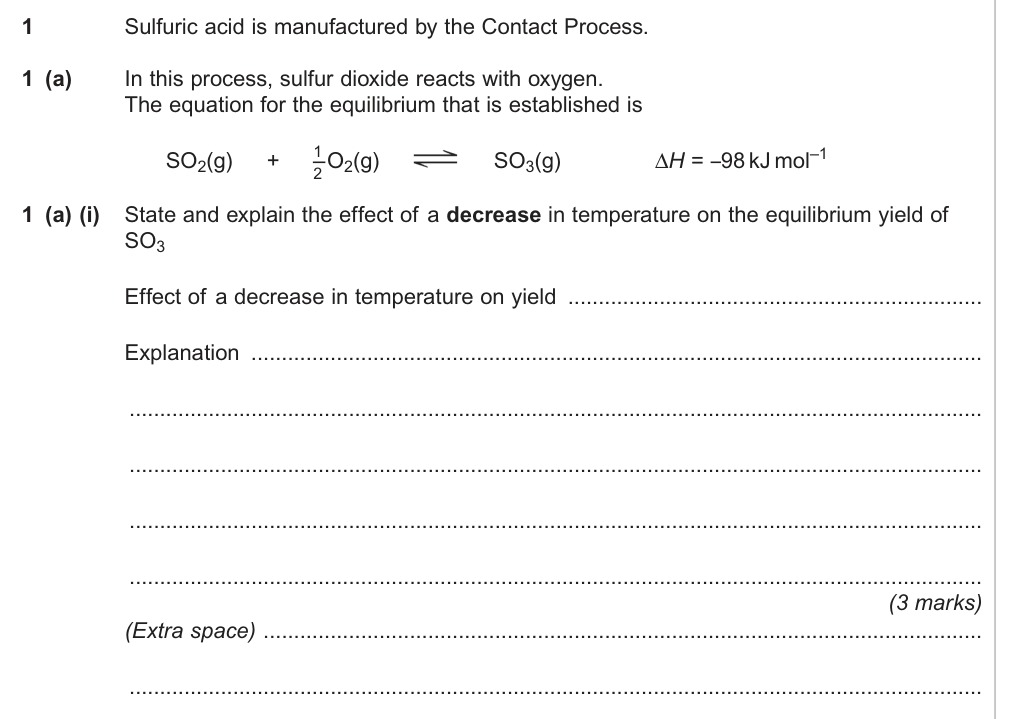 1 Sulfuric acid is manufactured by the Contact Process.
1 (a) In this process, sulfur dioxide reacts with oxygen.
The equation for the equilibrium that is established is
SO₂(g) + ½O₂(g) ⇌ SO₃(g) ΔH = –98 kJ mol⁻¹
1 (a) (i) State and explain the effect of a decrease in temperature on the equilibrium yield of
SO₃
Effect of a decrease in temperature on yield ....................................................................
Explanation ........................................................................................................................
............................................................................................................................................
............................................................................................................................................
............................................................................................................................................
............................................................................................................................................
(3 marks)
(Extra space) ......................................................................................................................
............................................................................................................................................